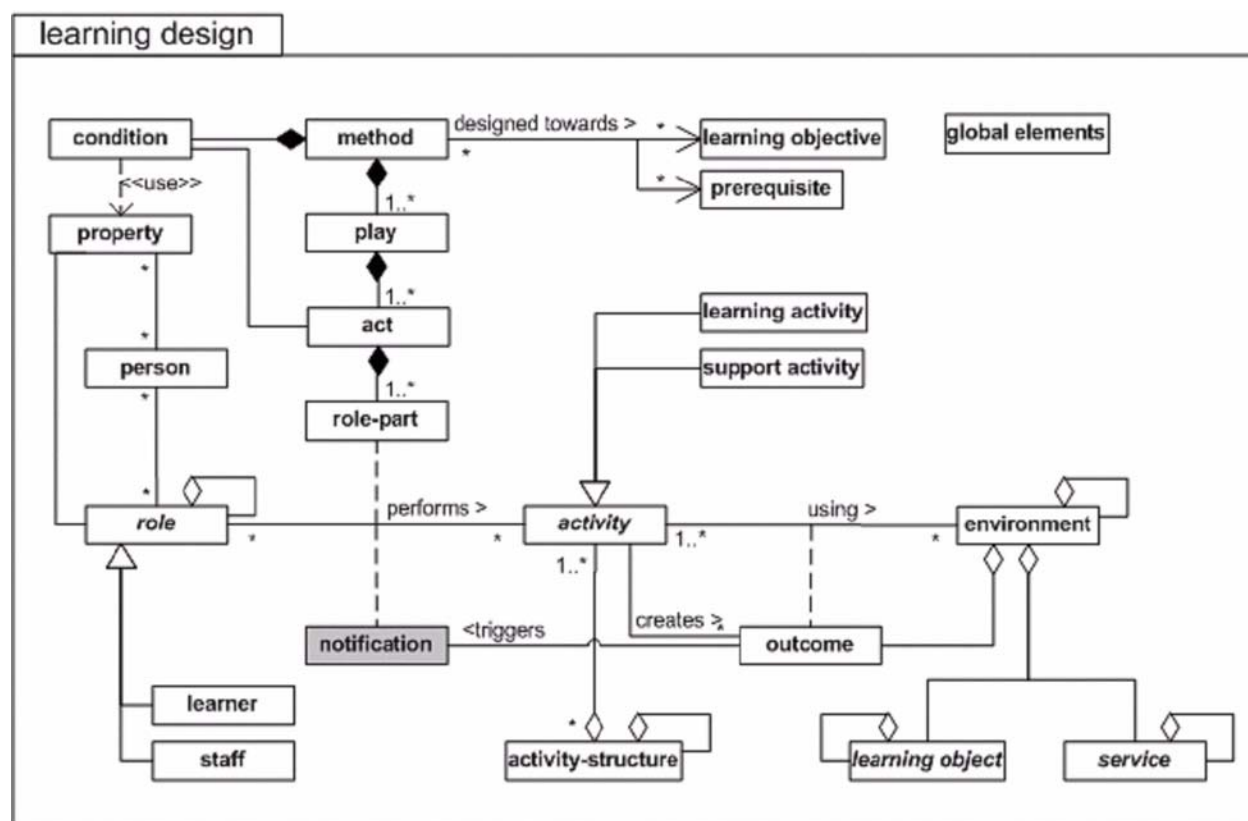 learning design
condition
method
designed towards >
*
*
learning objective
global elements
<<use>>
*
prerequisite
1..*
property
play
*
1..*
learning activity
act
*
person
support activity
*
1..*
role-part
*
performs >
using >
role
activity
environment
*
*
1..*
*
1..*
creates >
*
notification
<triggers
outcome
learner
*
staff
activity-structure
learning object
service